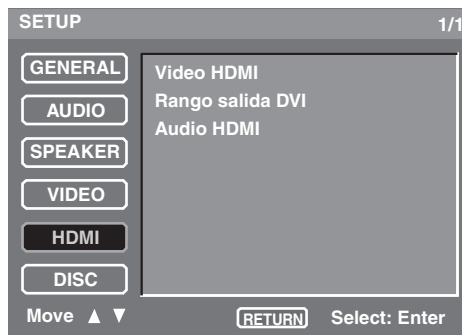 SETUP 1/1
GENERAL
AUDIO
SPEAKER
VIDEO
HDMI
DISC
Video HDMI
Rango salida DVI
Audio HDMI
Move ▲ ▼ RETURN Select: Enter